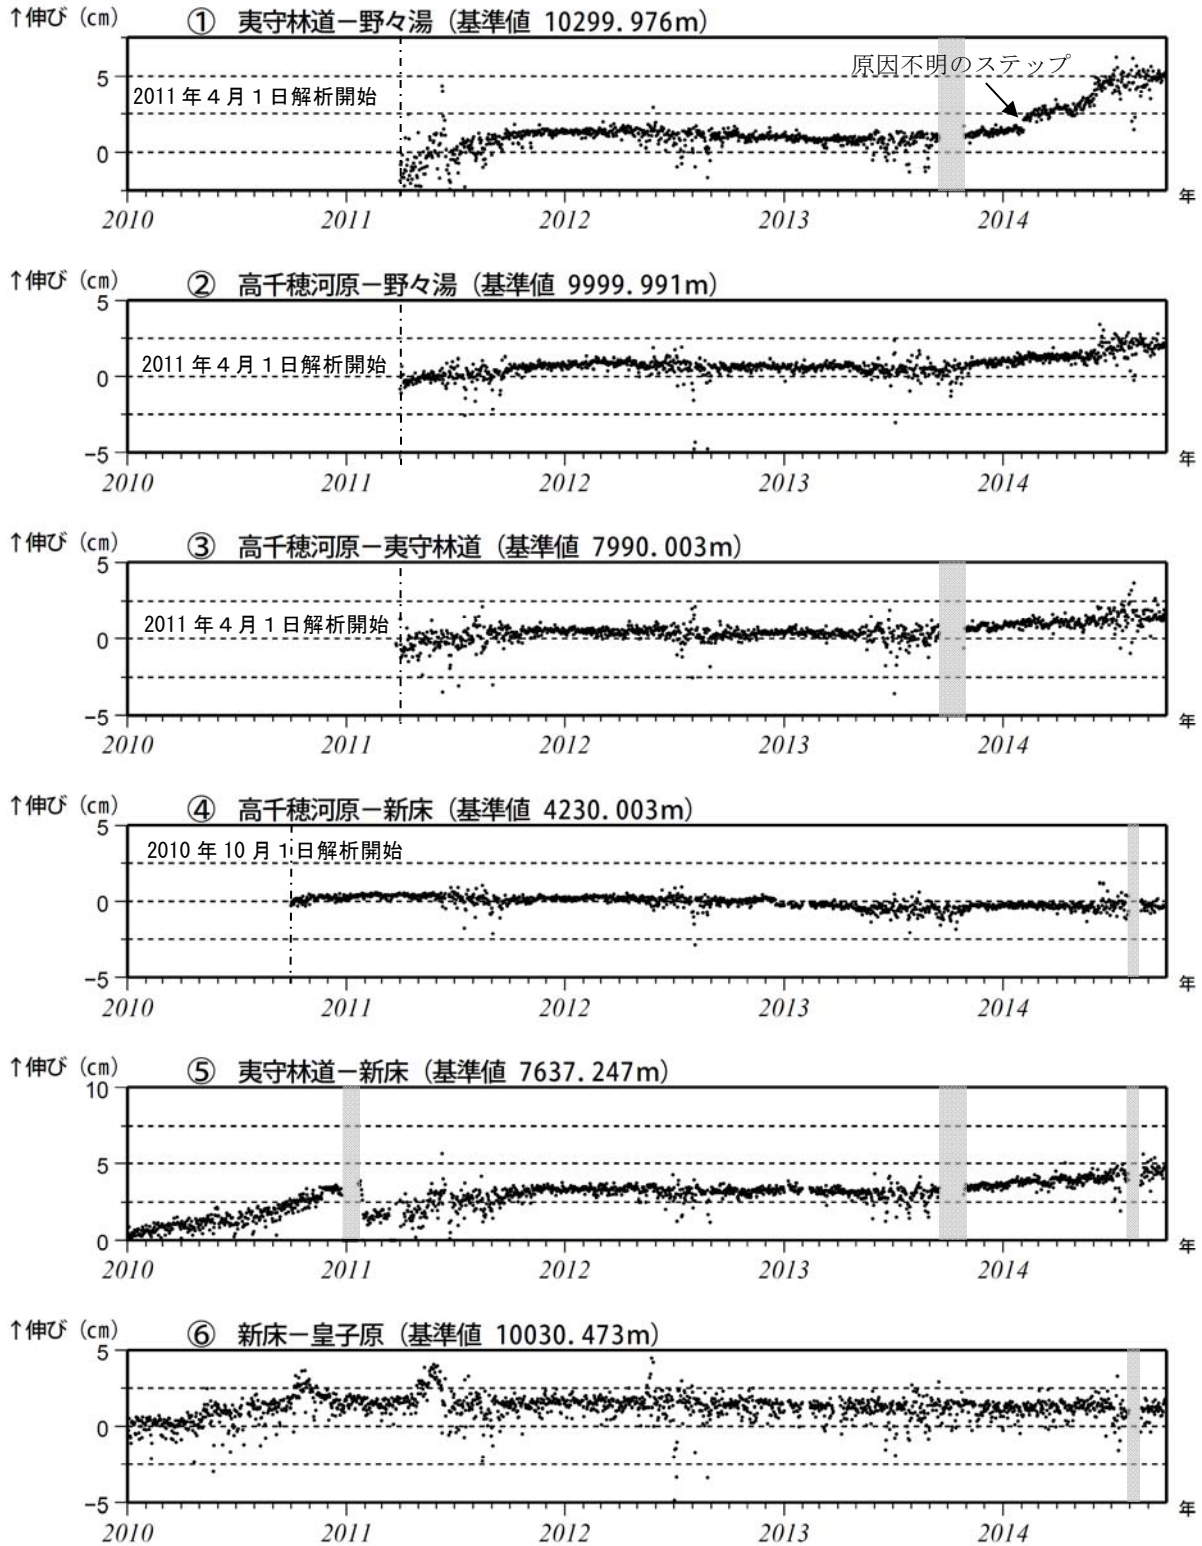 ↑伸び（cm） ① 夷守林道－野々湯（基準値 10299.976m）
原因不明のステップ
5
2011年４月１日解析開始
0
年
2010 2011 2012 2013 2014
↑伸び（cm） ② 高千穂河原－野々湯（基準値 9999.991m）
5
2011年４月１日解析開始
0
−5
年
2010 2011 2012 2013 2014
↑伸び（cm） ③ 高千穂河原－夷守林道（基準値 7990.003m）
5
2011年４月１日解析開始
0
−5
年
2010 2011 2012 2013 2014
↑伸び（cm） ④ 高千穂河原－新床（基準値 4230.003m）
5
2010年10月１日解析開始
0
−5
年
2010 2011 2012 2013 2014
↑伸び（cm） ⑤ 夷守林道－新床（基準値 7637.247m）
10
5
0
年
2010 2011 2012 2013 2014
↑伸び（cm） ⑥ 新床－皇子原（基準値 10030.473m）
5
0
−5
年
2010 2011 2012 2013 2014